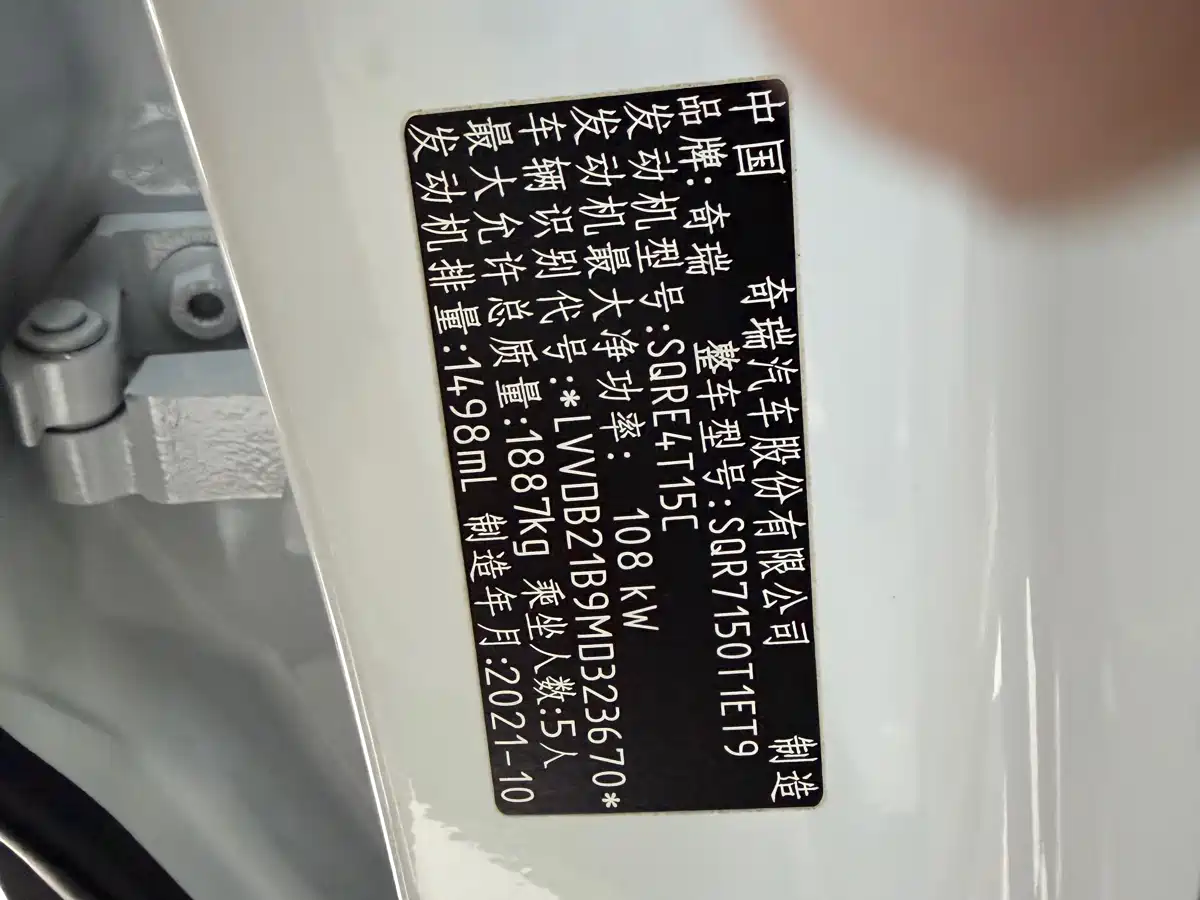 中国 奇瑞汽车股份有限公司 制造
品牌:奇瑞 整车型号:SQR7150T1ET9
发动机型号:SQRE4T15C
发动机最大净功率: 108 kW
车辆识别代号:*LVVDB21B9MD323670*
最大允许总质量:1887kg 乘坐人数:5人
发动机排量:1498mL 制造年月:2021-10